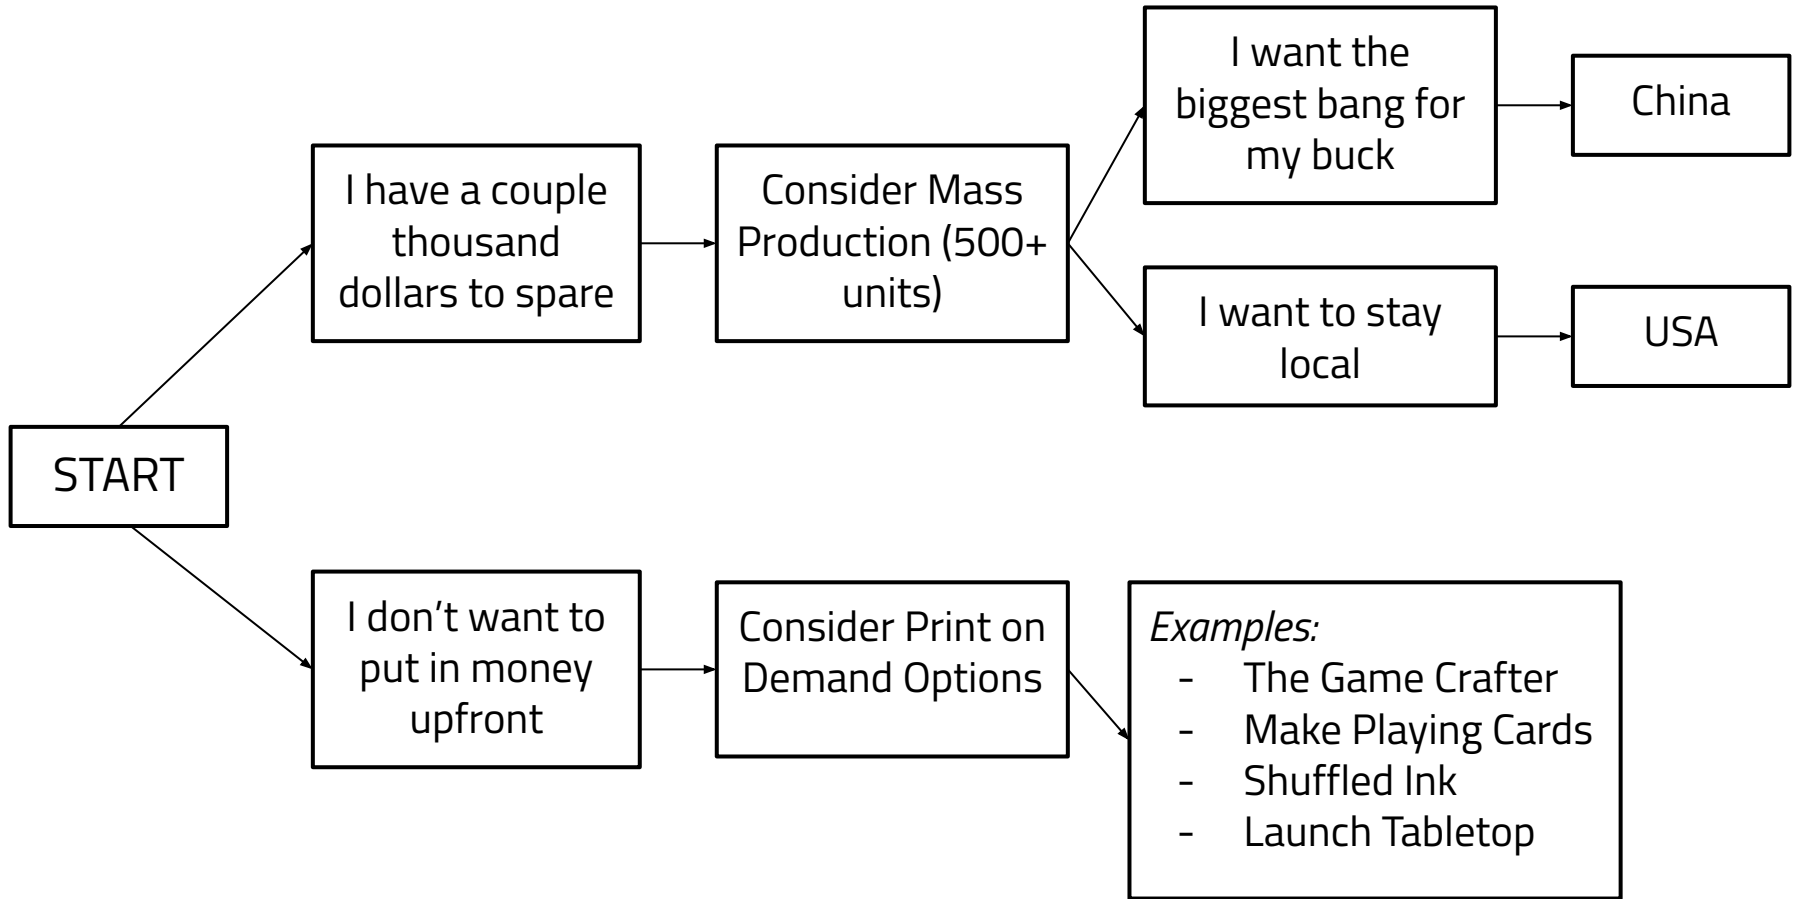 START
I have a couple
thousand
dollars to spare
Consider Mass
Production (500+
units)
I want the
biggest bang for
my buck
China
I want to stay
local
USA
I don’t want to
put in money
upfront
Consider Print on
Demand Options
Examples:
- The Game Crafter
- Make Playing Cards
- Shuffled Ink
- Launch Tabletop